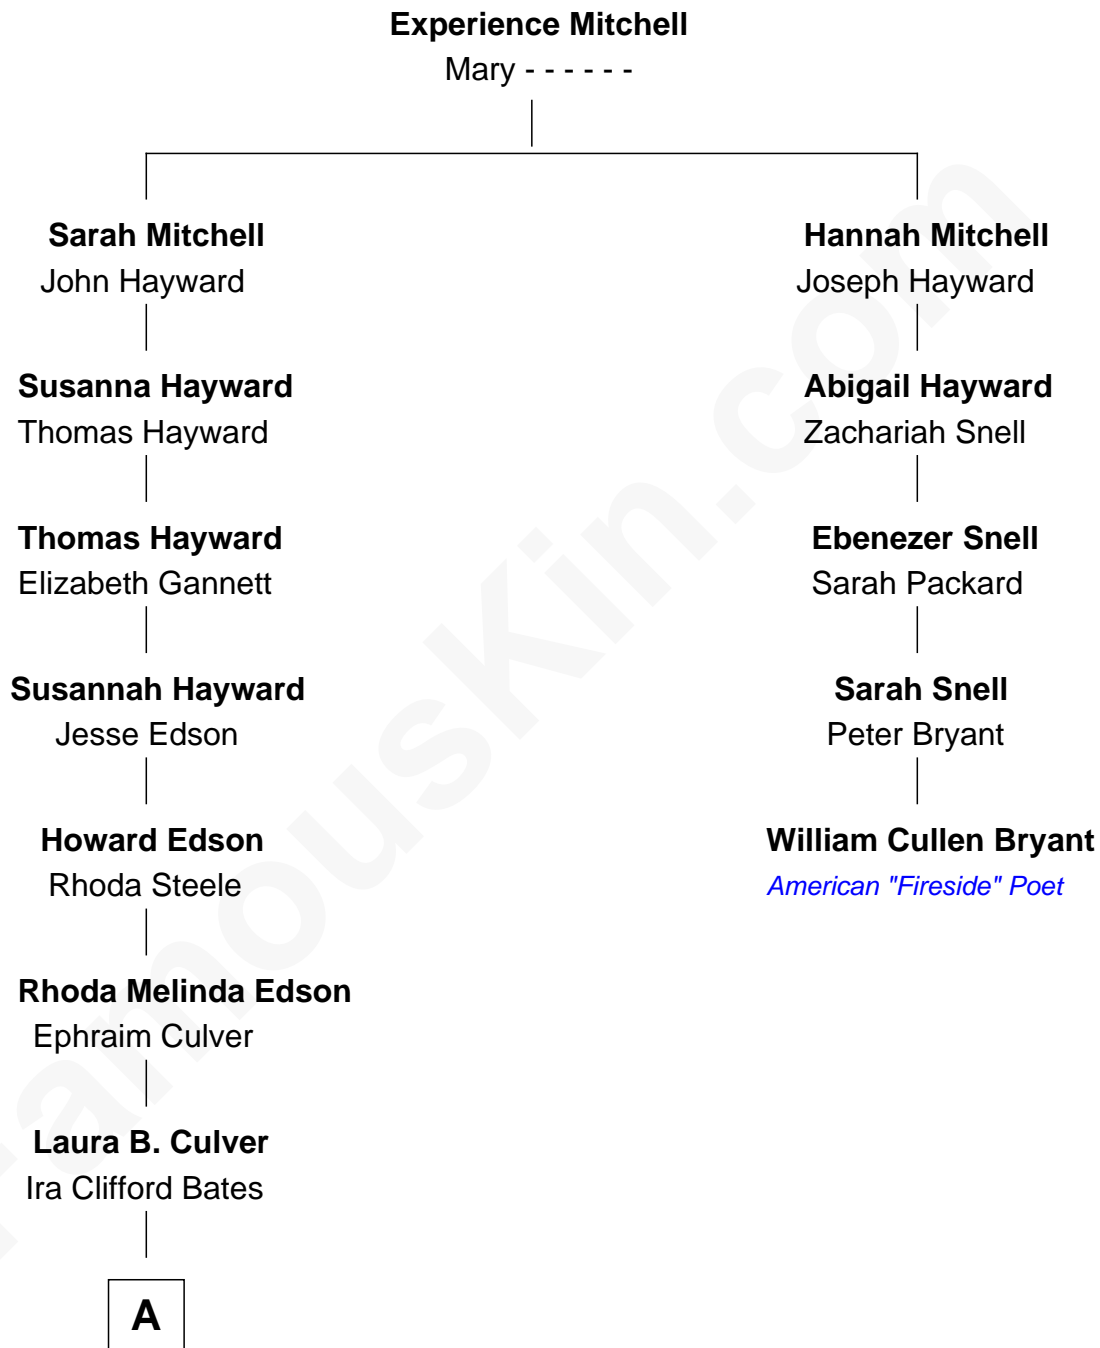 Experience Mitchell
Mary - - - - - -
Sarah Mitchell
John Hayward
Hannah Mitchell
Joseph Hayward
Susanna Hayward
Thomas Hayward
Abigail Hayward
Zachariah Snell
Thomas Hayward
Elizabeth Gannett
Ebenezer Snell
Sarah Packard
Susannah Hayward
Jesse Edson
Sarah Snell
Peter Bryant
Howard Edson
Rhoda Steele
William Cullen Bryant
American "Fireside" Poet
Rhoda Melinda Edson
Ephraim Culver
Laura B. Culver
Ira Clifford Bates
A
FamousKin.com